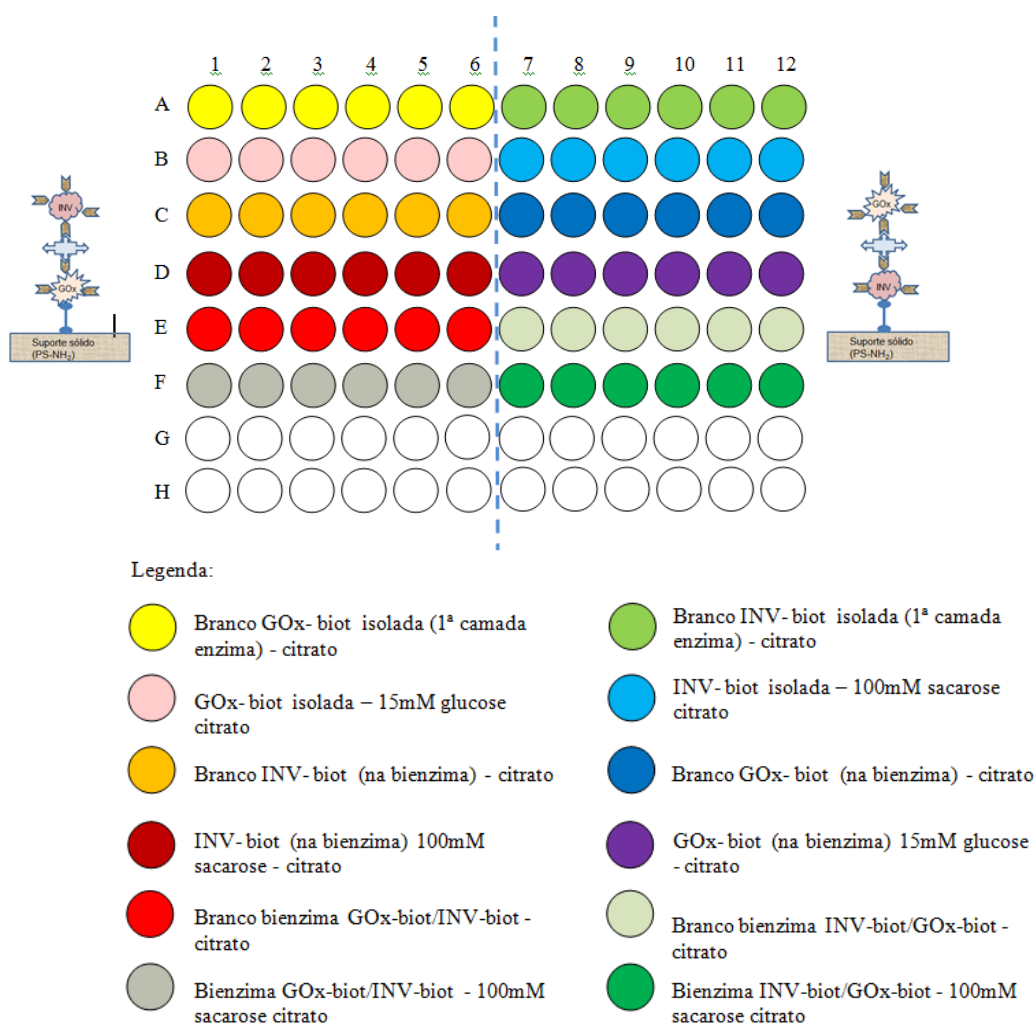 1 2 3 4 5 6 7 8 9 10 11 12
A
B
C
D
E
F
G
H
INV
GOx
Suporte sólido
(PS-NH₂)
GOx
INV
Suporte sólido
(PS-NH₂)
Legenda:
Branco GOx- biot isolada (1ª camada
enzima) - citrato
GOx- biot isolada – 15mM glucose
citrato
Branco INV- biot (na bienzima) - citrato
INV- biot (na bienzima) 100mM
sacarose - citrato
Branco bienzima GOx-biot/INV-biot -
citrato
Bienzima GOx-biot/INV-biot - 100mM
sacarose citrato
Branco INV- biot isolada (1ª camada
enzima) - citrato
INV- biot isolada – 100mM sacarose
citrato
Branco GOx- biot (na bienzima) - citrato
GOx- biot (na bienzima) 15mM glucose
- citrato
Branco bienzima INV-biot/GOx-biot -
citrato
Bienzima INV-biot/GOx-biot - 100mM
sacarose citrato